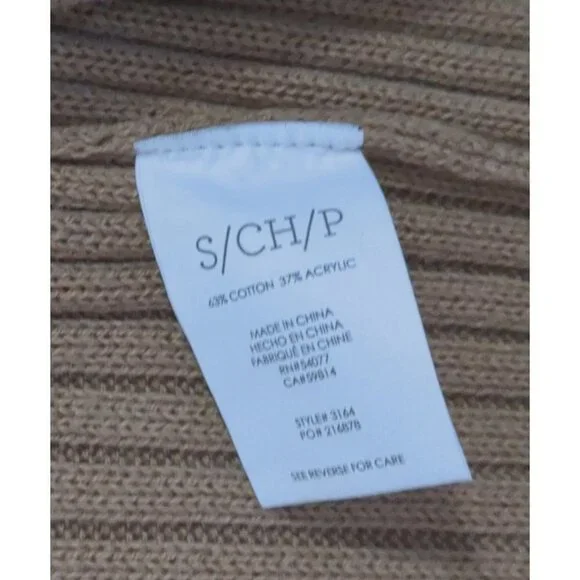 S/CH/P
63% COTTON 37% ACRYLIC
MADE IN CHINA
HECHO EN CHINA
FABRIQUÉ EN CHINE
RN#54077
CA#59814
STYLE# 3164
PO# 216878
SEE REVERSE FOR CARE